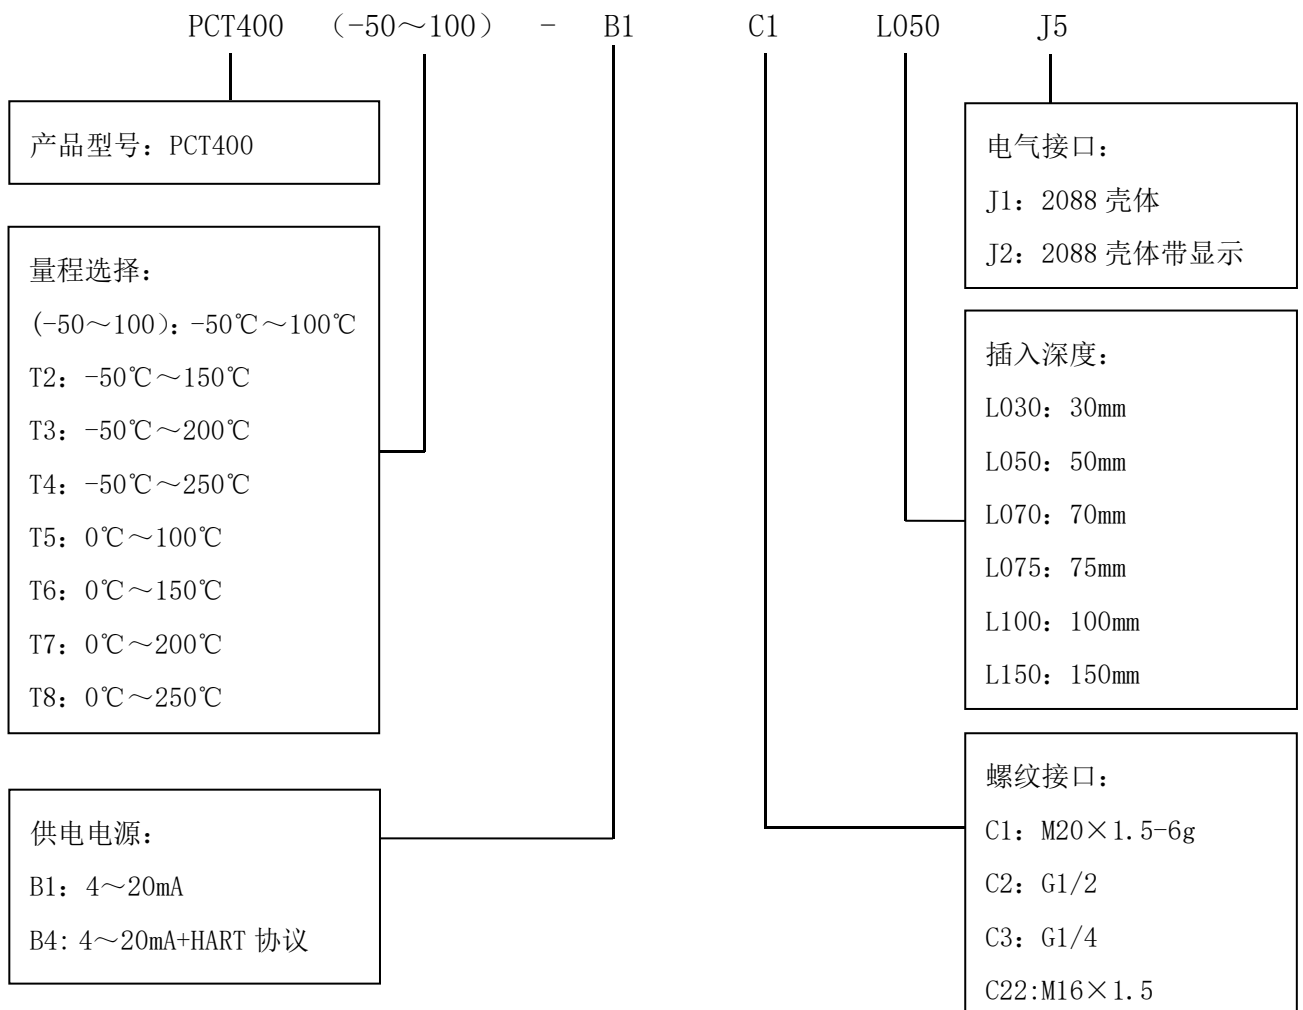 PCT400 （-50～100） - B1 C1 L050 J5
产品型号：PCT400
量程选择：
(-50～100)：-50℃～100℃
T2：-50℃～150℃
T3：-50℃～200℃
T4：-50℃～250℃
T5：0℃～100℃
T6：0℃～150℃
T7：0℃～200℃
T8：0℃～250℃
供电电源：
B1：4～20mA
B4: 4～20mA+HART 协议
电气接口：
J1：2088 壳体
J2：2088 壳体带显示
插入深度：
L030：30mm
L050：50mm
L070：70mm
L075：75mm
L100：100mm
L150：150mm
螺纹接口：
C1：M20×1.5-6g
C2：G1/2
C3：G1/4
C22:M16×1.5